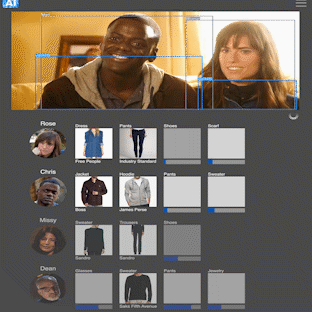 AI
Rose
Dress
Pants
Shoes
Scarf
Free People
Industry Standard
Chris
Jacket
Hoodie
Pants
Sweater
Boss
James Perse
Missy
Sweater
Trousers
Shoes
Sandro
Sandro
Dean
Glasses
Sweater
Pants
Jewelry
Saks Fifth Avenue